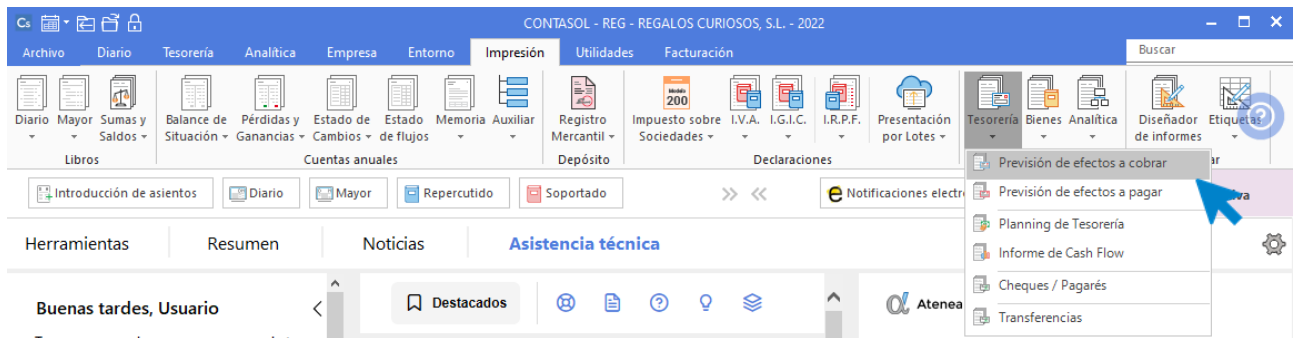 Cs CONTASOL - REG - REGALOS CURIOSOS, S.L. - 2022
Archivo Diario Tesorería Analítica Empresa Entorno Impresión Utilidades Facturación Buscar
Modelo 200
Diario Mayor Sumas y Saldos Balance de Situación Pérdidas y Ganancias Estado de Cambios Estado de flujos Memoria Auxiliar Registro Mercantil Impuesto sobre Sociedades I.V.A. I.G.I.C. I.R.P.F. Presentación por Lotes Tesorería Bienes Analítica Diseñador de informes Etiquetas
Libros Cuentas anuales Depósito Declaraciones
Introducción de asientos Diario Mayor Repercutido Soportado Notificaciones
Previsión de efectos a cobrar
Previsión de efectos a pagar
Planning de Tesorería
Informe de Cash Flow
Cheques / Pagarés
Transferencias
Herramientas Resumen Noticias Asistencia técnica
Buenas tardes, Usuario Destacados Atenea